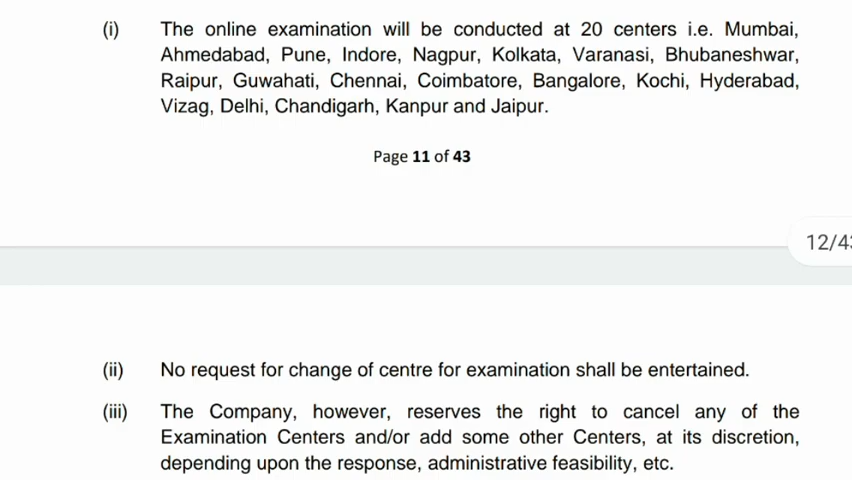 (i) The online examination will be conducted at 20 centers i.e. Mumbai,
Ahmedabad, Pune, Indore, Nagpur, Kolkata, Varanasi, Bhubaneshwar,
Raipur, Guwahati, Chennai, Coimbatore, Bangalore, Kochi, Hyderabad,
Vizag, Delhi, Chandigarh, Kanpur and Jaipur.
Page 11 of 43
12/43
(ii) No request for change of centre for examination shall be entertained.
(iii) The Company, however, reserves the right to cancel any of the
Examination Centers and/or add some other Centers, at its discretion,
depending upon the response, administrative feasibility, etc.